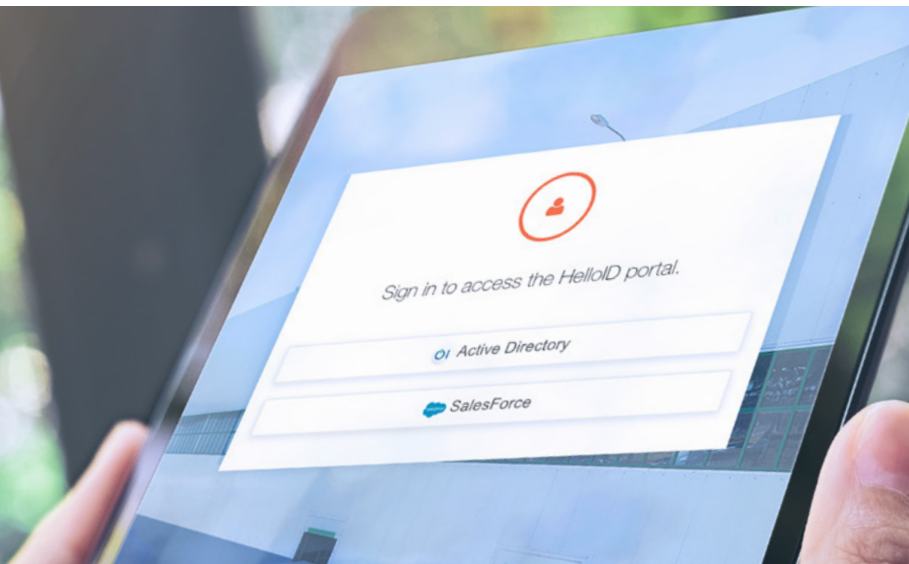 Sign in to access the HelloID portal.
Active Directory
SalesForce